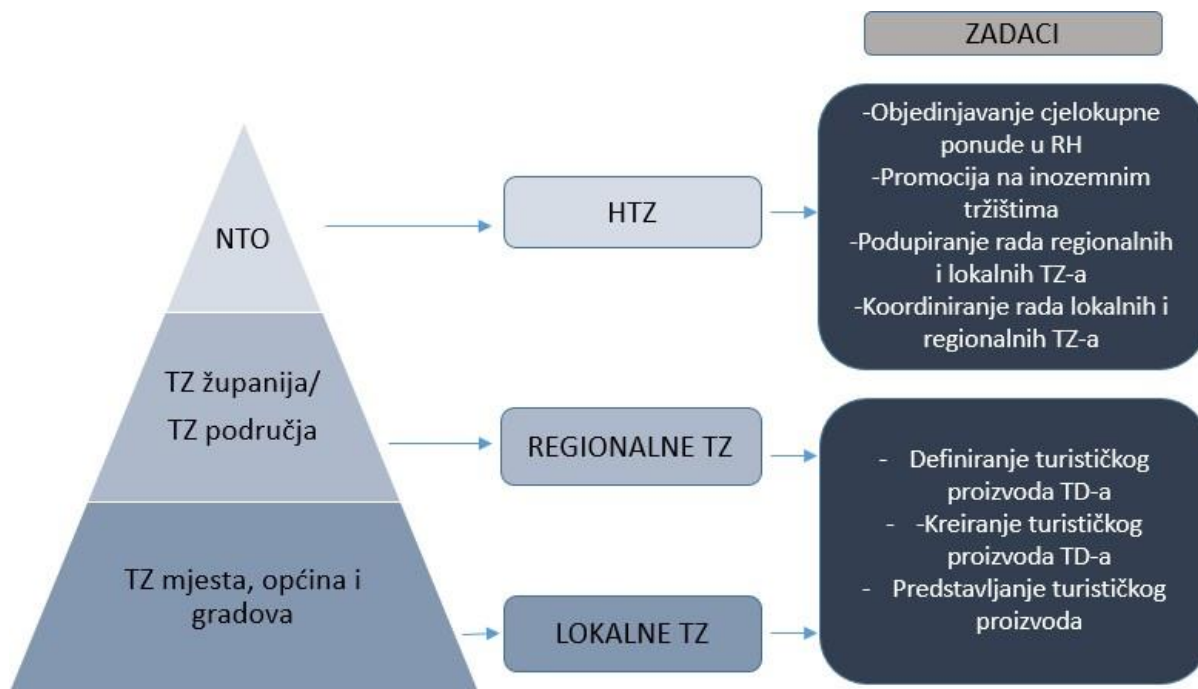 ZADACI
NTO
HTZ
-Objedinjavanje cjelokupne
ponude u RH
-Promocija na inozemnim
tržištima
-Podupiranje rada regionalnih
i lokalnih TZ-a
-Koordiniranje rada lokalnih i
regionalnih TZ-a
TZ županija/
TZ područja
REGIONALNE TZ
TZ mjesta, općina i
gradova
LOKALNE TZ
- Definiranje turističkog
proizvoda TD-a
- -Kreiranje turističkog
proizvoda TD-a
- Predstavljanje turističkog
proizvoda